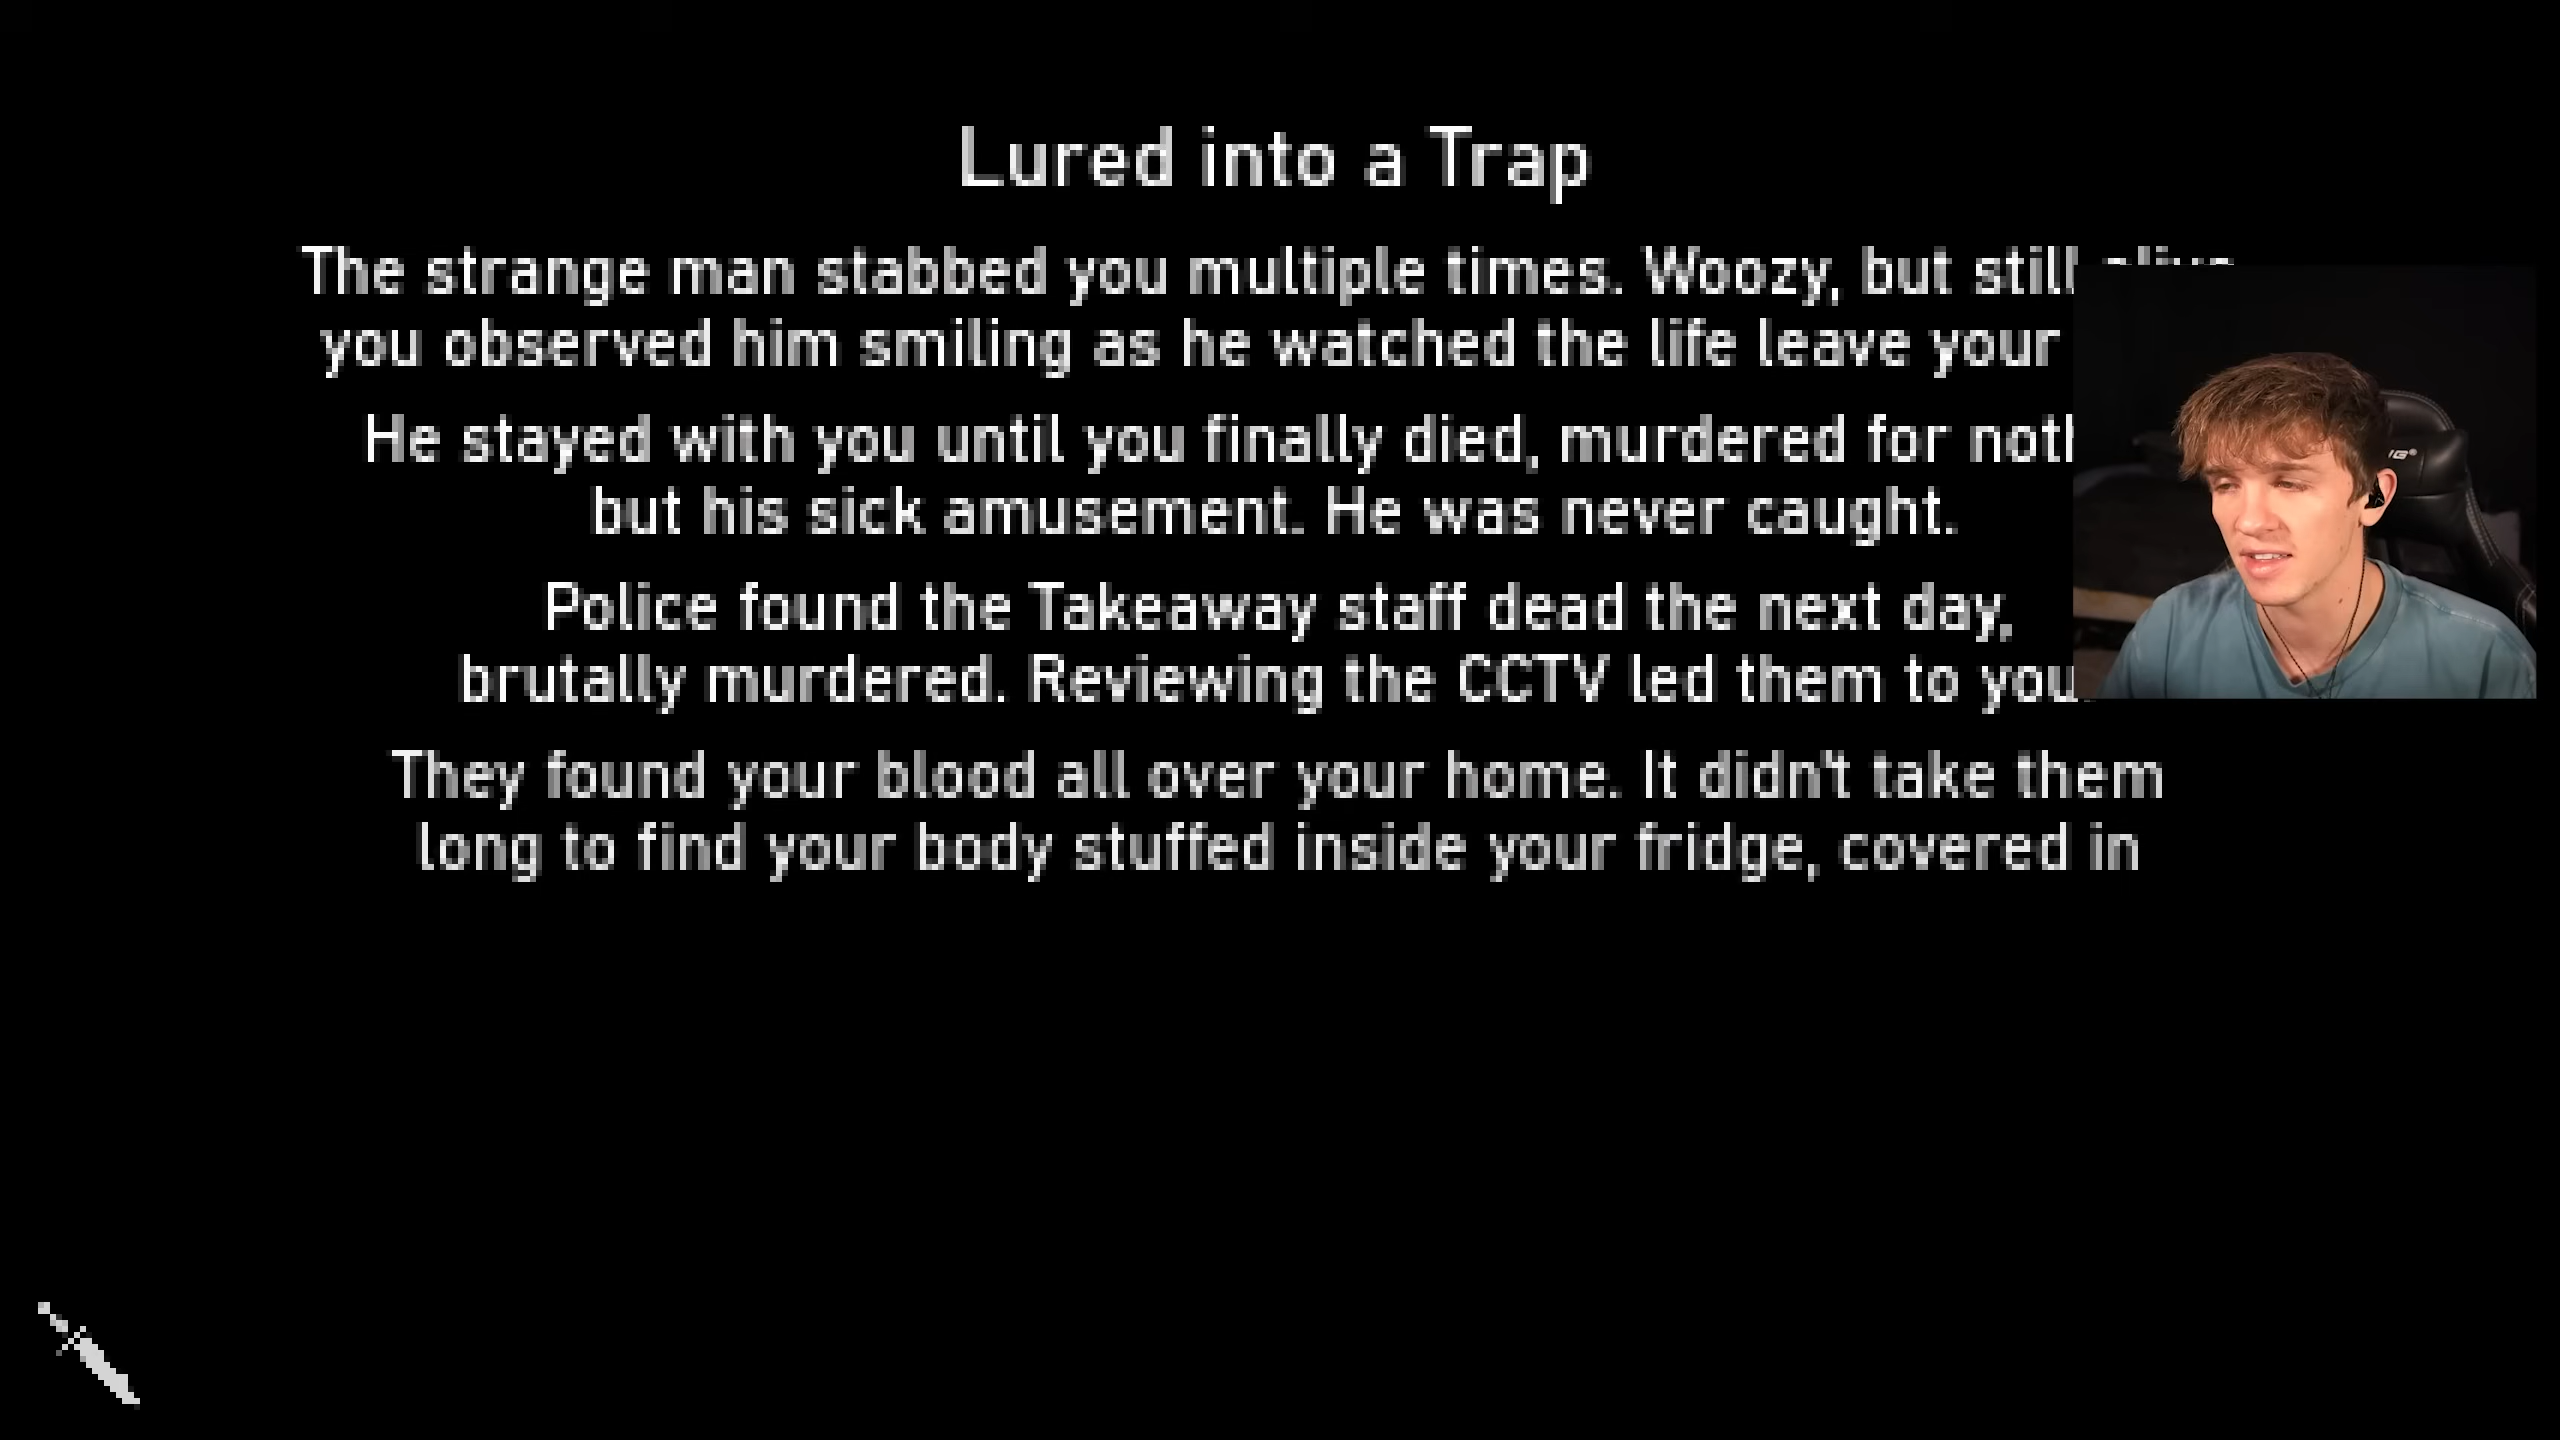 Lured into a Trap
The strange man stabbed you multiple times. Woozy, but still
you observed him smiling as he watched the life leave your
He stayed with you until you finally died, murdered for
but his sick amusement. He was never caught.
Police found the Takeaway staff dead the next day,
brutally murdered. Reviewing the CCTV led them to you
They found your blood all over your home. It didn't take them
long to find your body stuffed inside your fridge, covered in